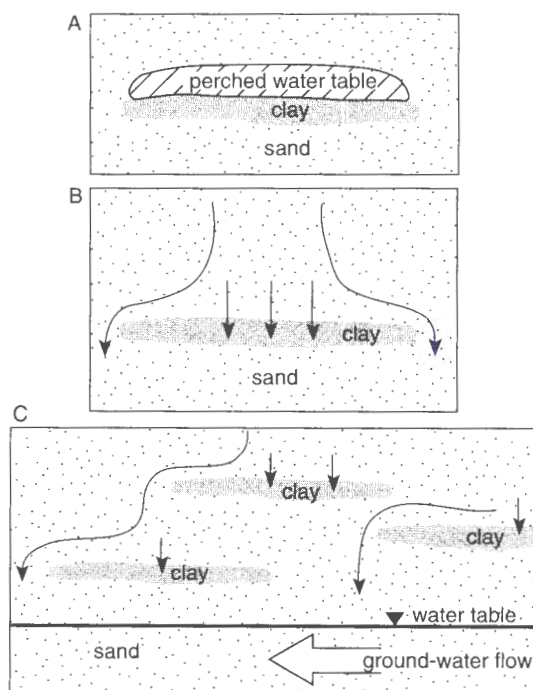 A
perched water table
clay
sand
B
clay
sand
C
clay
clay
clay
water table
sand
ground-water flow